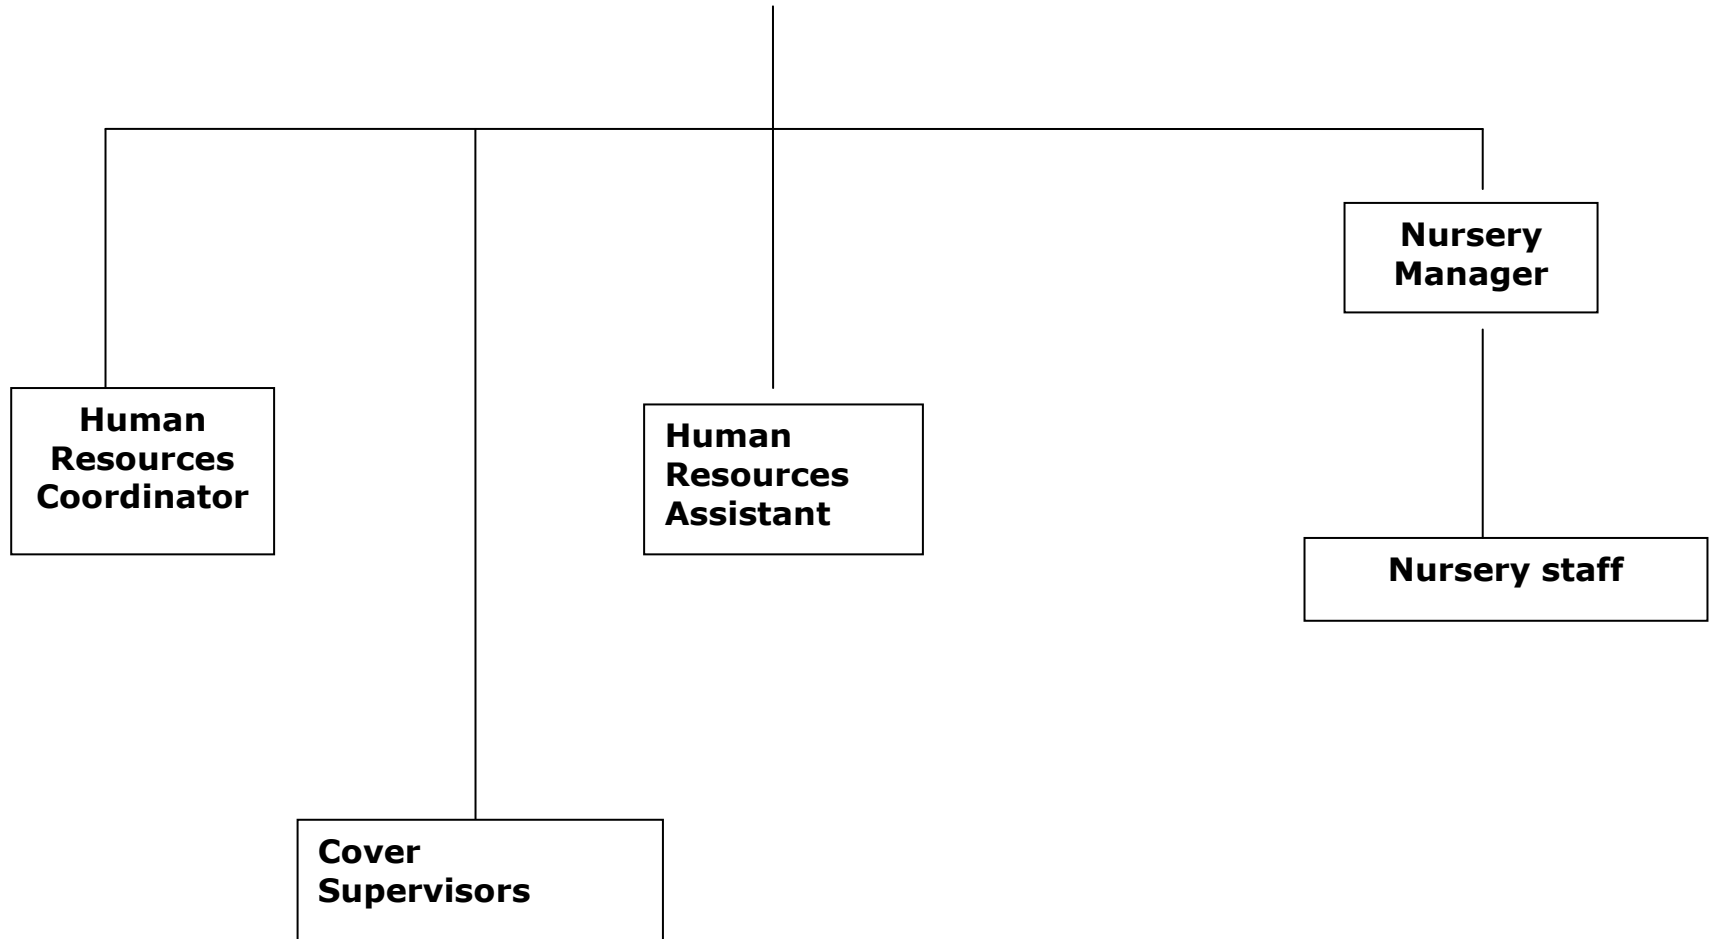 Nursery
Manager
Human
Resources
Coordinator
Human
Resources
Assistant
Nursery staff
Cover
Supervisors